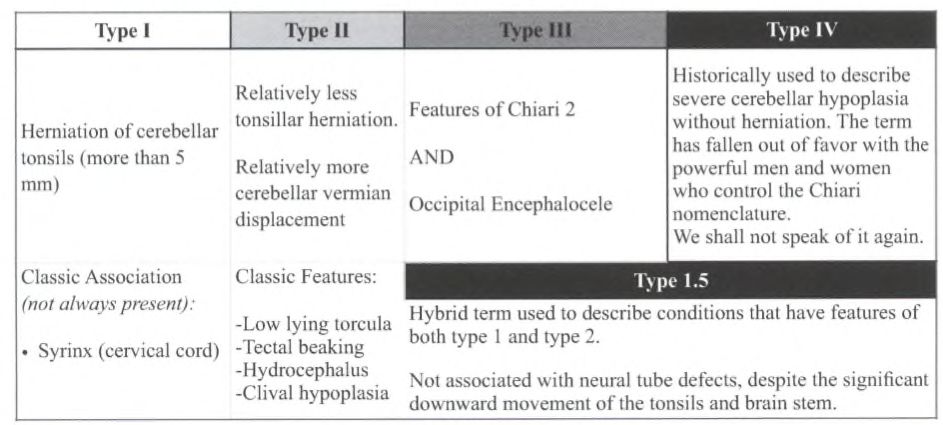 Type I
Type II
Type III
Type IV
Herniation of cerebellar
tonsils (more than 5
mm)
Relatively less
tonsillar herniation.
Relatively more
cerebellar vermian
displacement
Features of Chiari 2
AND
Occipital Encephalocele
Historically used to describe
severe cerebellar hypoplasia
without herniation. The term
has fallen out of favor with the
powerful men and women
who control the Chiari
nomenclature.
We shall not speak of it again.
Classic Association
(not always present):
• Syrinx (cervical cord)
Classic Features:
-Low lying torcula
-Tectal beaking
-Hydrocephalus
-Clival hypoplasia
Type 1.5
Hybrid term used to describe conditions that have features of
both type 1 and type 2.
Not associated with neural tube defects, despite the significant
downward movement of the tonsils and brain stem.